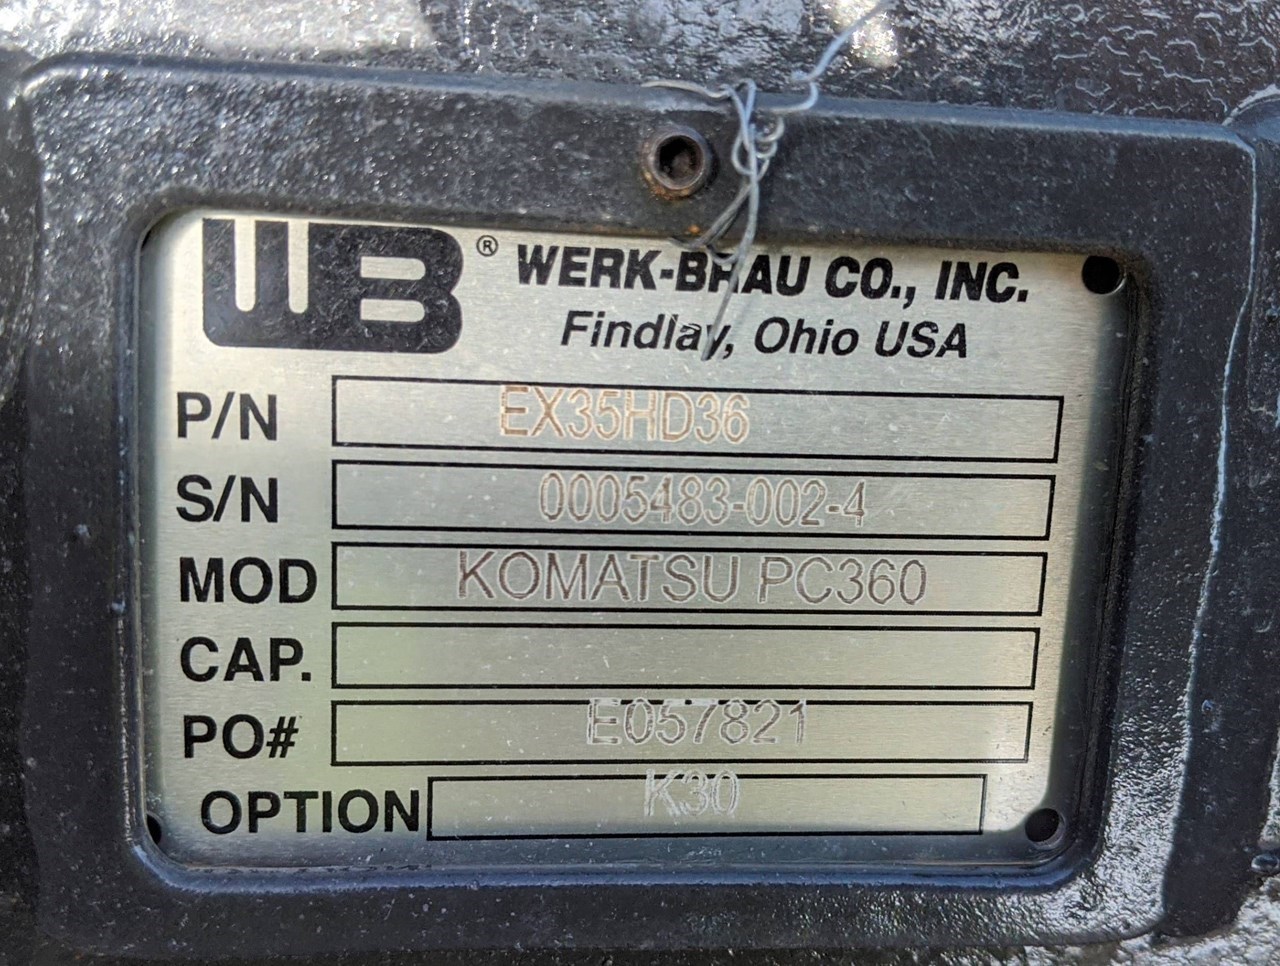 WB® WERK-BRAU CO., INC.
Findlay, Ohio USA
P/N EX35HD36
S/N 0005483-002-4
MOD KOMATSU PC360
CAP.
PO# E057821
OPTION K30